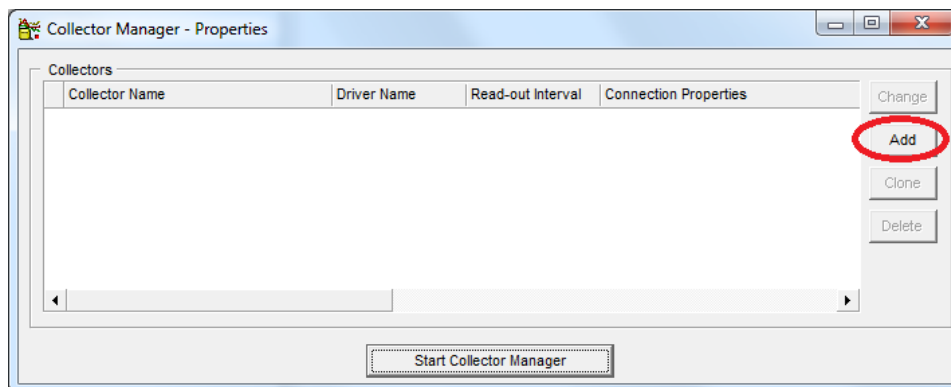 Collector Manager - Properties
Collectors
Collector Name Driver Name Read-out Interval Connection Properties
Change
Add
Clone
Delete
Start Collector Manager